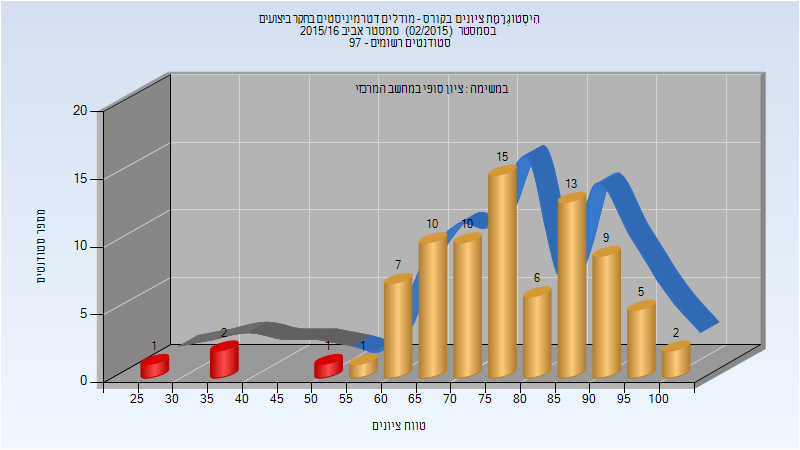 היסטוגרמת ציונים בקורס - מודלים דטרמיניסטים בחקר ביצועים
בסמסטר (02/2015) סמסטר אביב 2015/16
סטודנטים רשומים - 97
במשימה : ציון סופי במחשב המרכזי
20
15
10
5
0
מספר סטודנטים
1
2
1
1
7
10
10
15
6
13
9
5
2
25 30 35 40 45 50 55 60 65 70 75 80 85 90 95 100
טווח ציונים